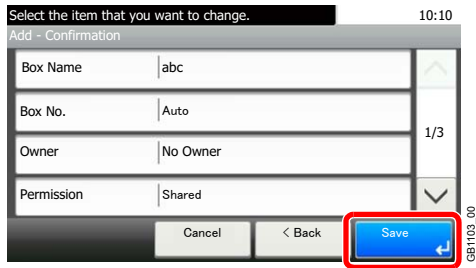 Select the item that you want to change.
10:10
Add - Confirmation
Box Name
abc
Box No.
Auto
1/3
Owner
No Owner
Permission
Shared
Cancel
< Back
Save
GB1103_00